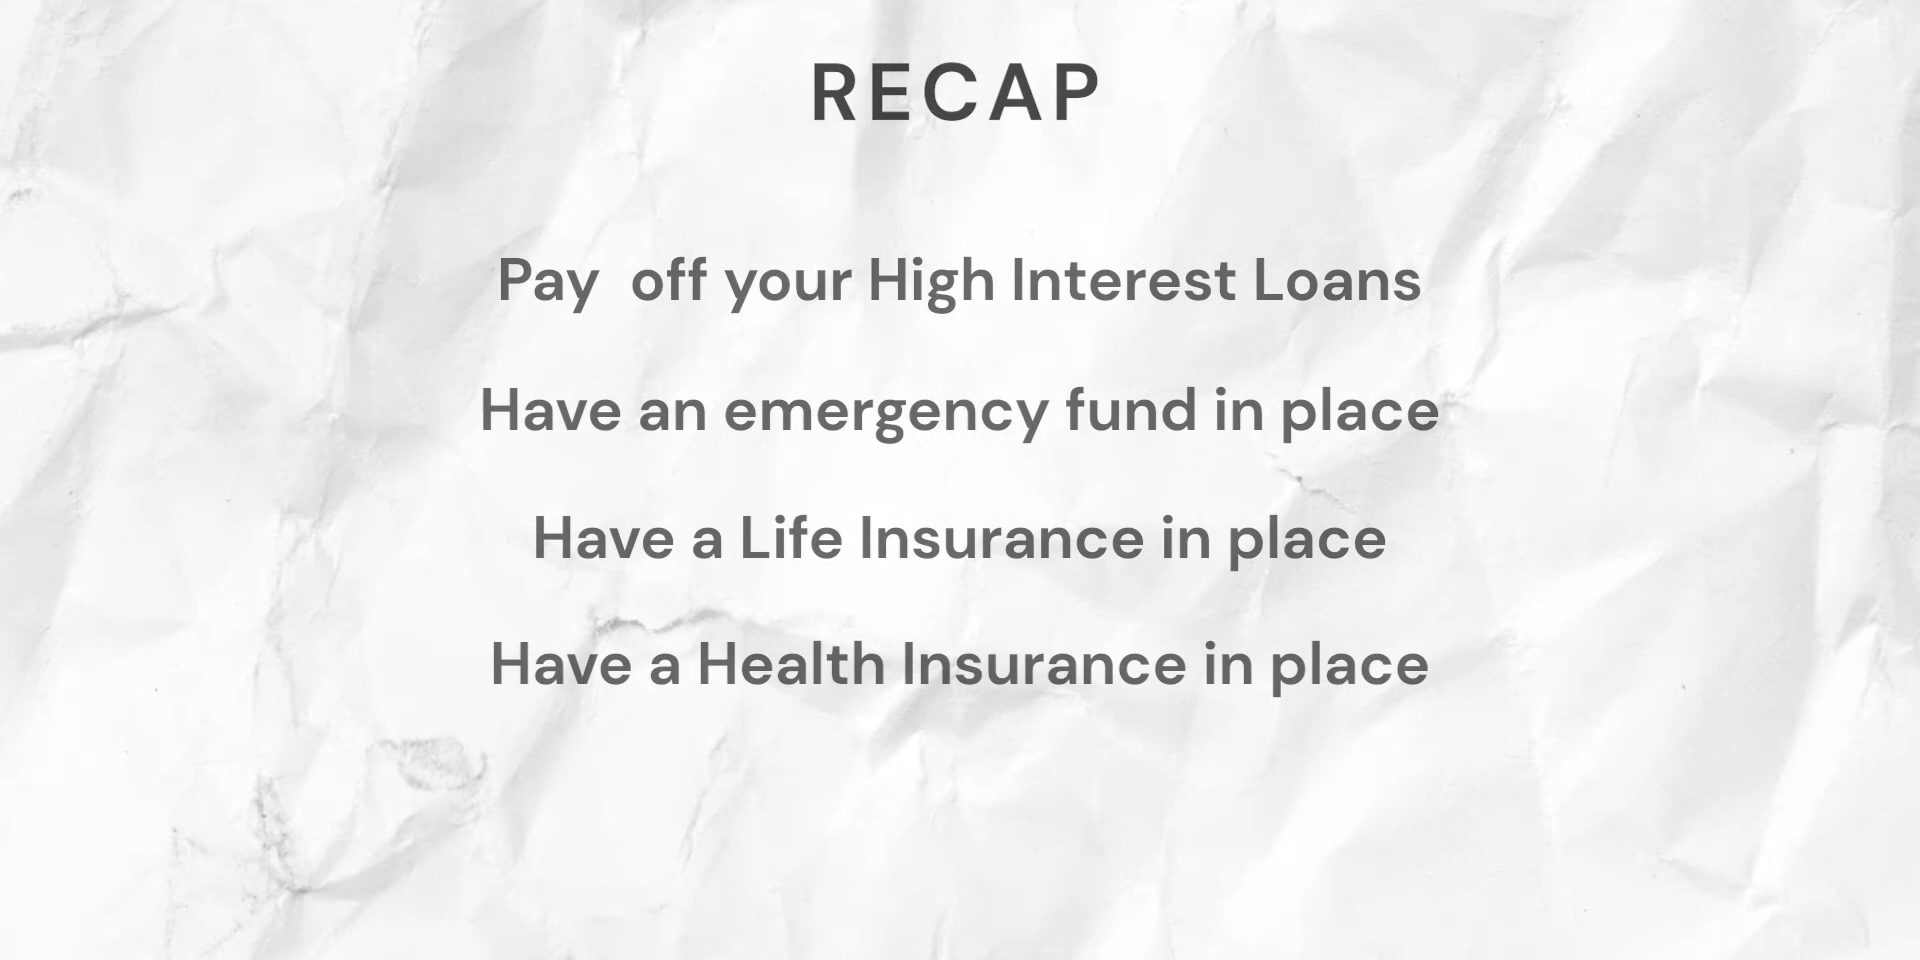 RECAP
Pay  off your High Interest Loans
Have an emergency fund in place
Have a Life Insurance in place
Have a Health Insurance in place